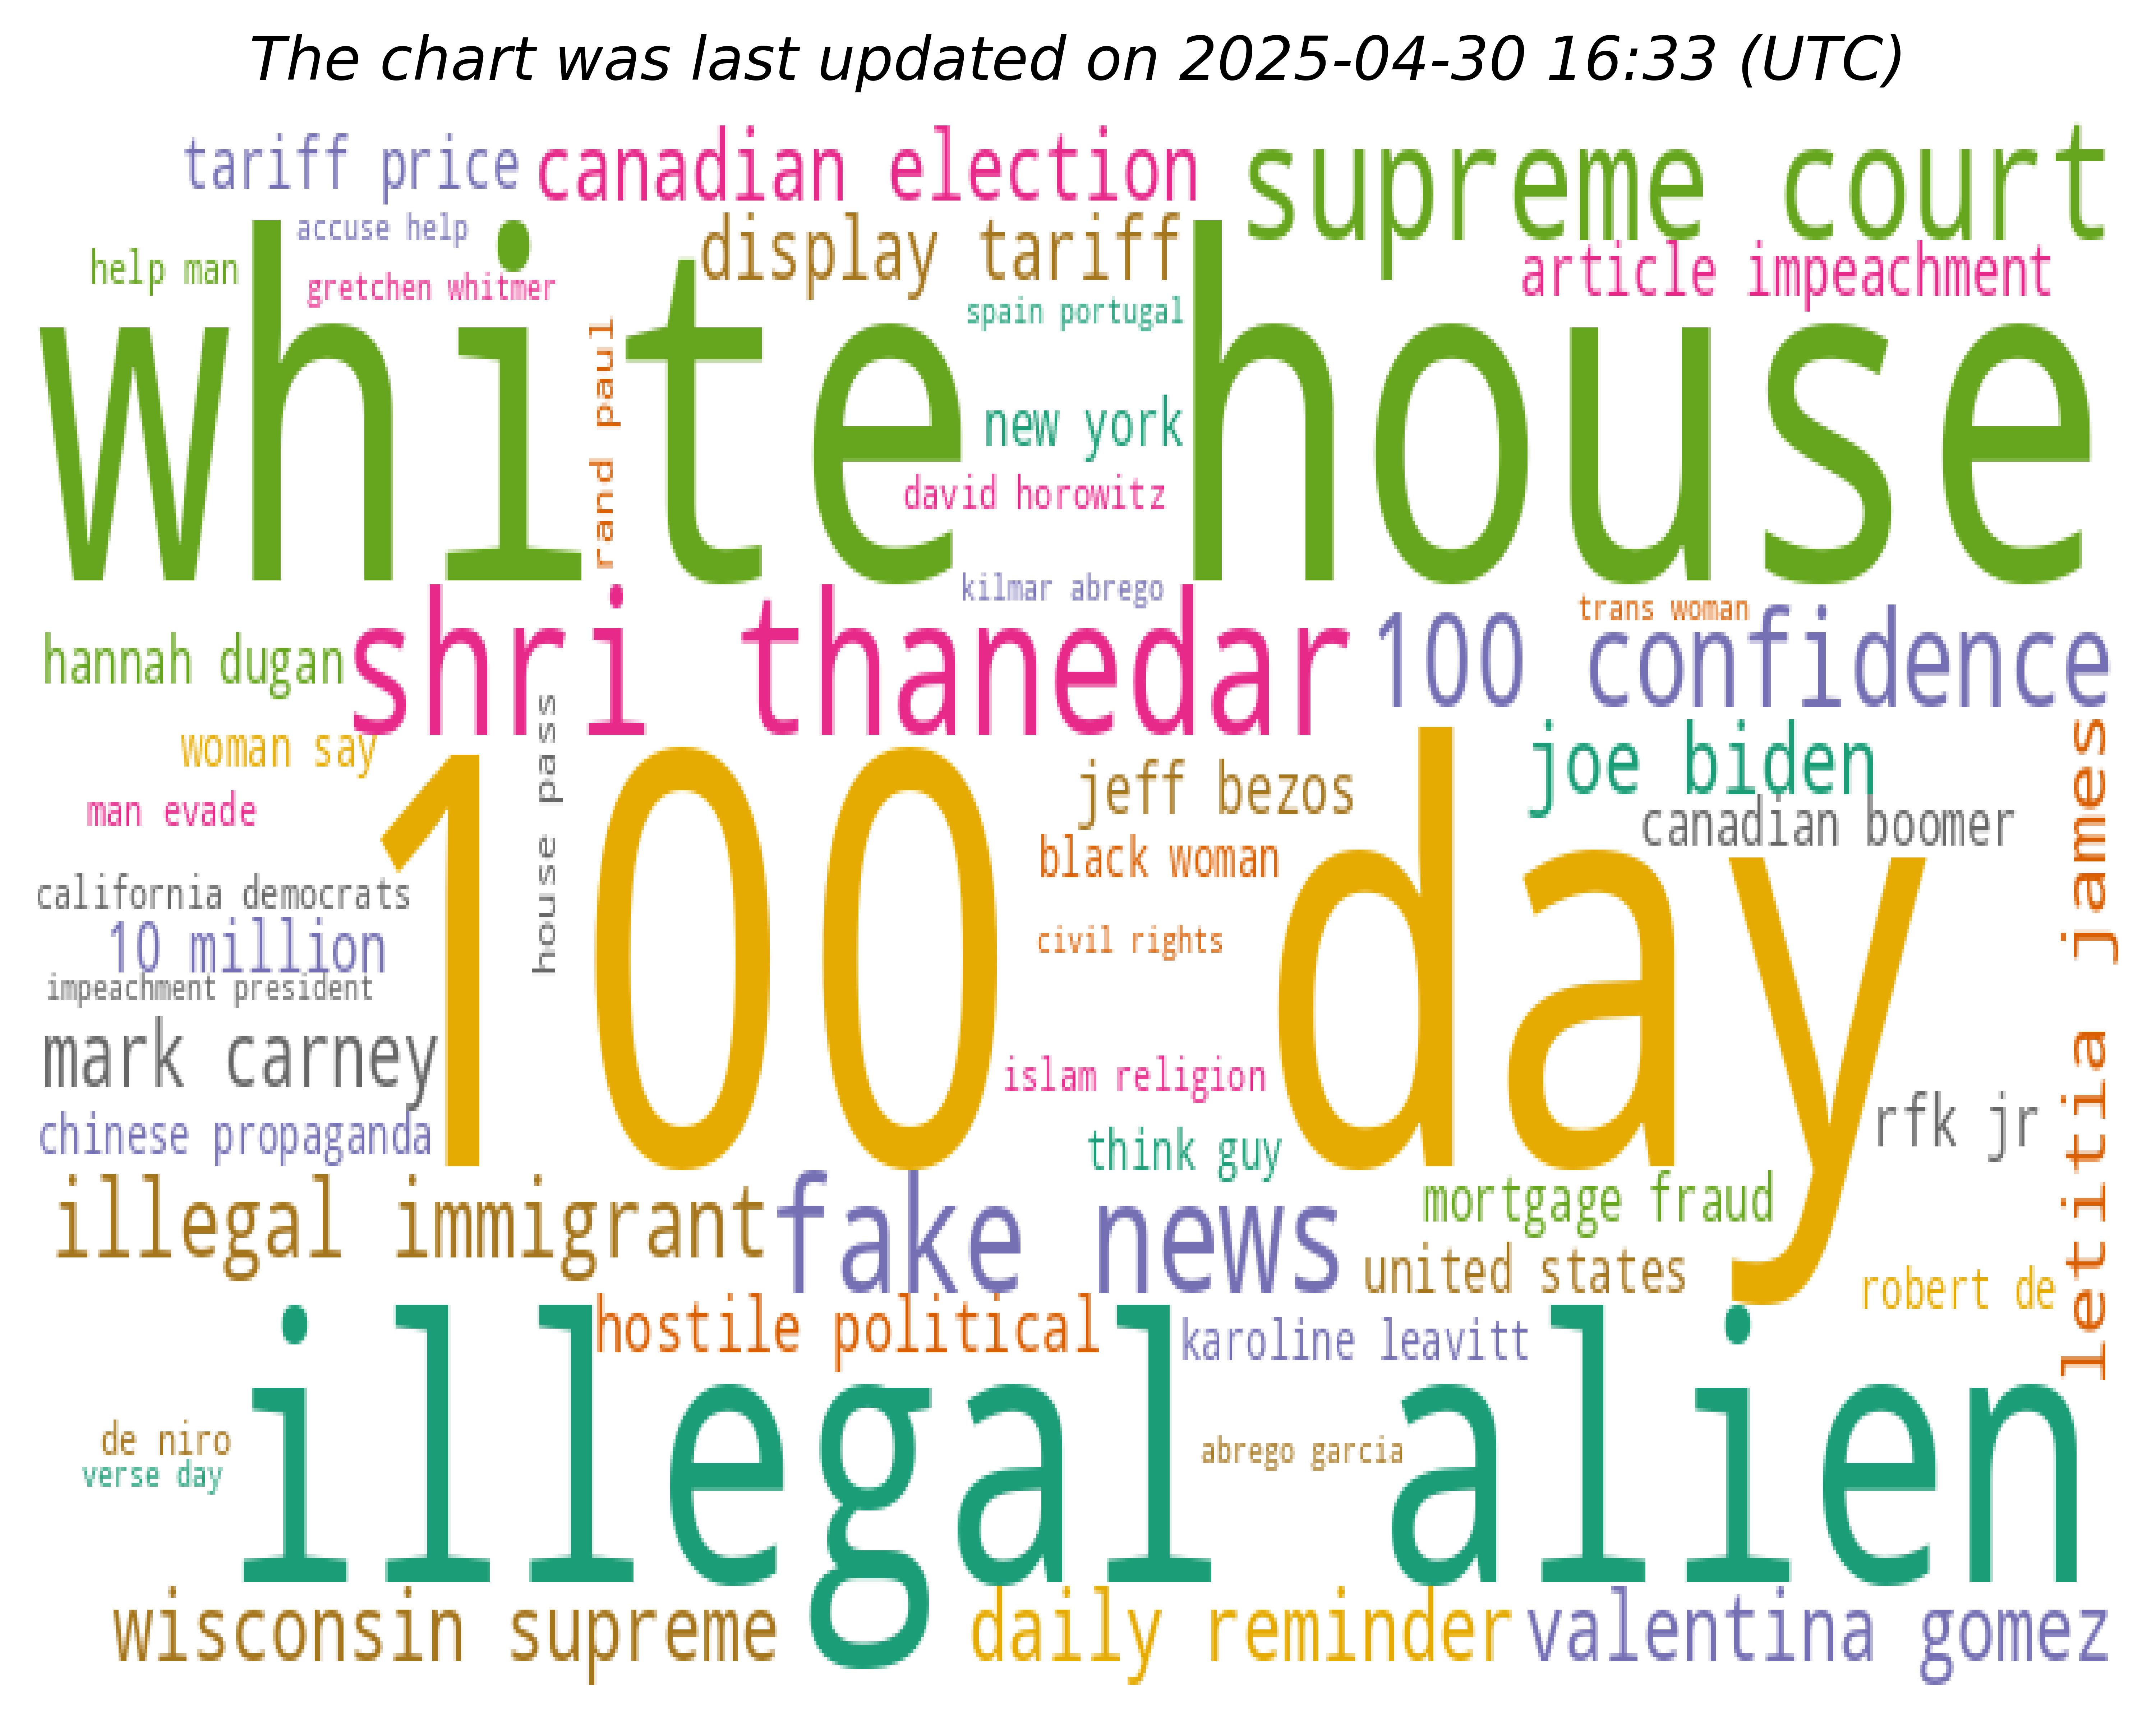 The chart was last updated on 2025-04-30 16:33 (UTC)
tariff price
canadian election
supreme court
accuse help
display tariff
help man
gretchen whitmer
article impeachment
spain portugal
white house
rand paul
new york
david horowitz
kilmar abrego
trans woman
hannah dugan
shri thanedar
100 confidence
woman say
house pass
jeff bezos
joe biden
man evade
canadian boomer
letitia james
black woman
california democrats
10 million
100 day
civil rights
impeachment president
mark carney
islam religion
rfk jr
chinese propaganda
think guy
illegal immigrant
fake news
mortgage fraud
united states
robert de
hostile political
karoline leavitt
de niro
abrego garcia
verse day
illegal alien
wisconsin supreme
daily reminder
valentina gomez